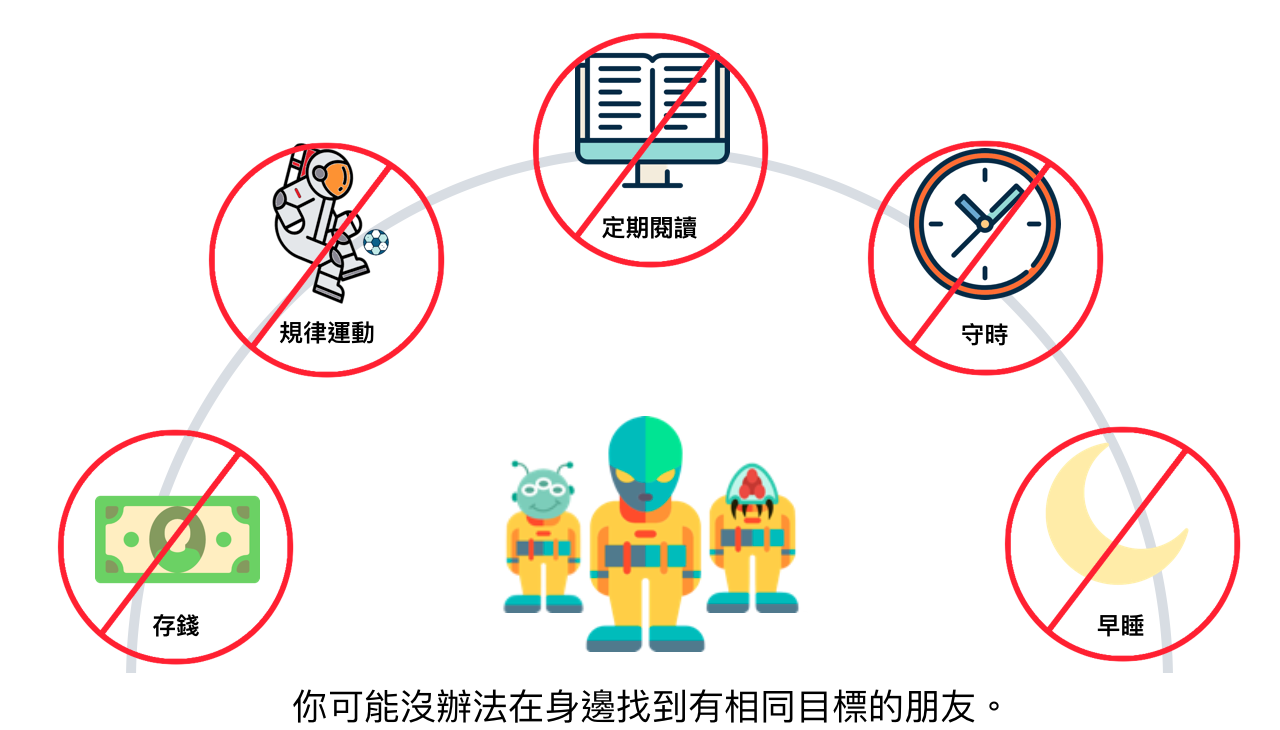 定期閱讀
規律運動
守時
存錢
早睡
你可能沒辦法在身邊找到有相同目標的朋友。